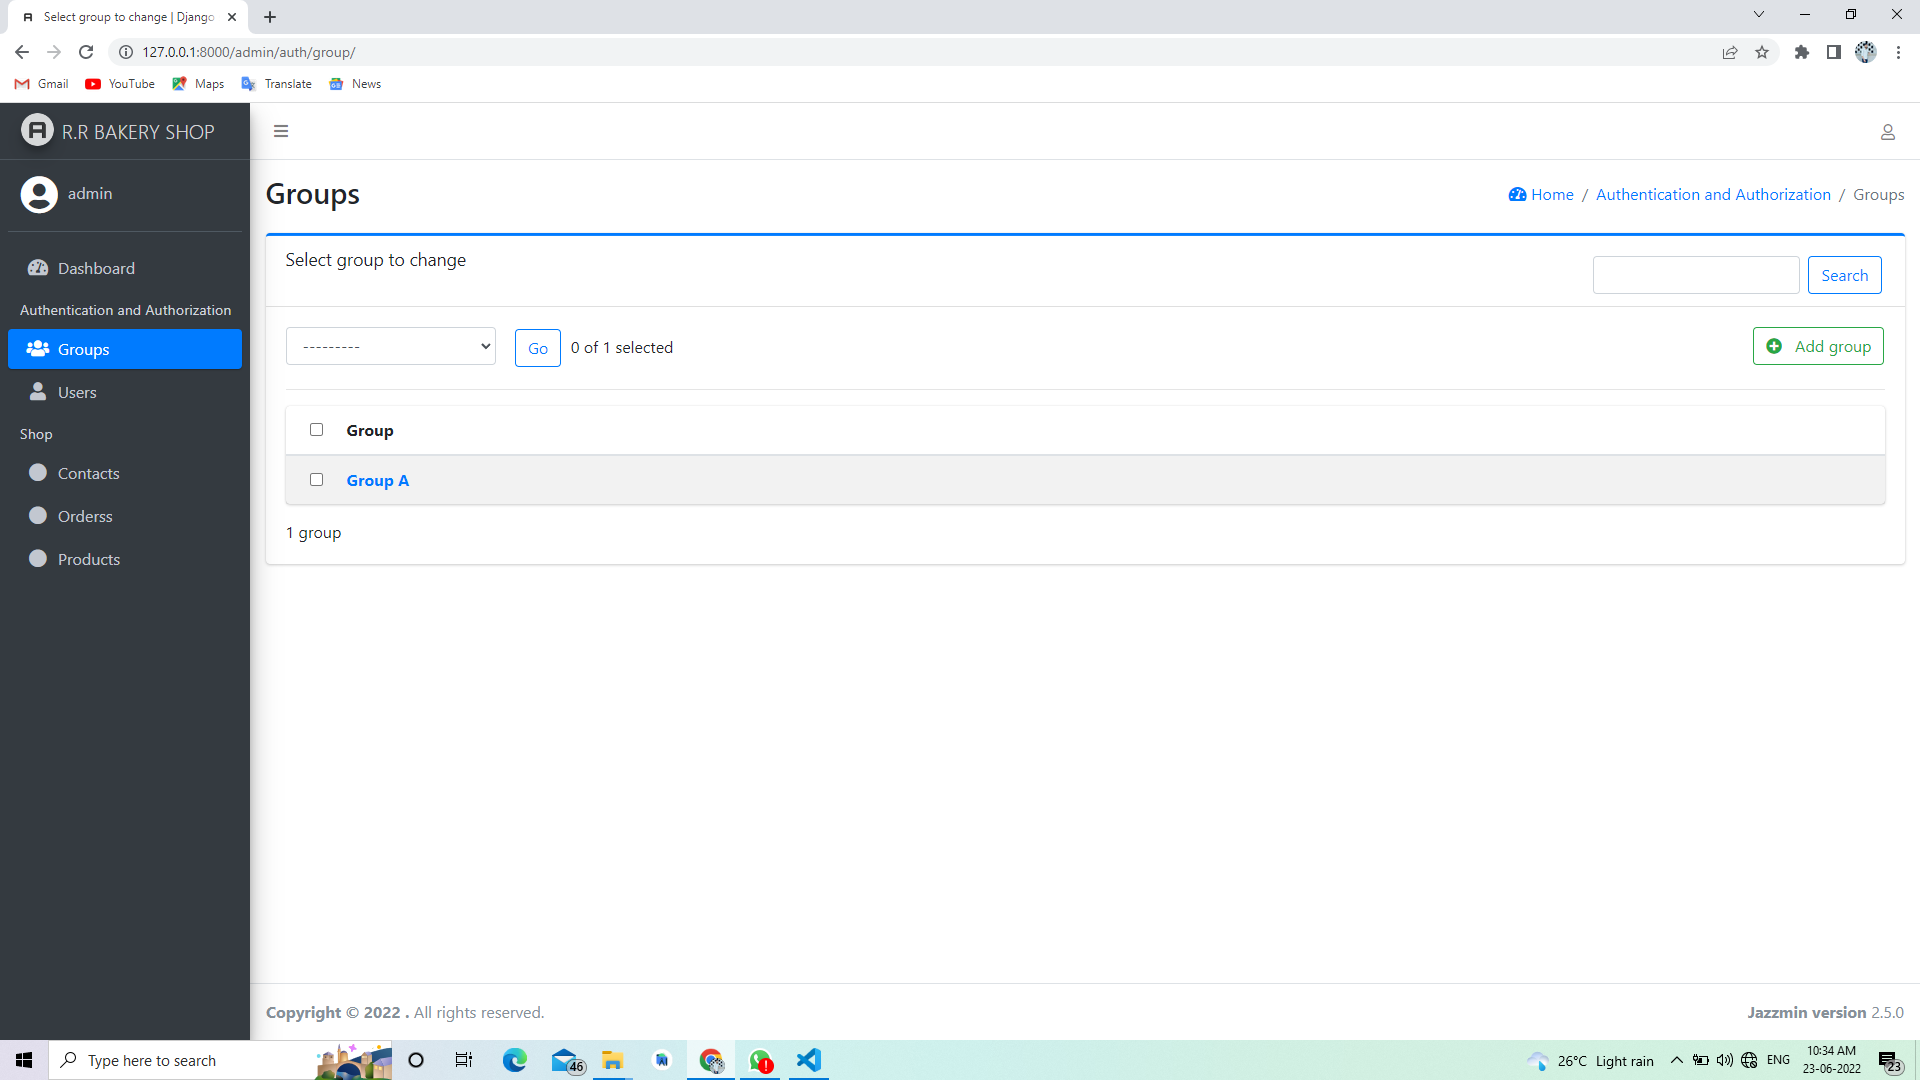 Select group to change | Django
127.0.0.1:8000/admin/auth/group/
Gmail YouTube Maps Translate News
R.R BAKERY SHOP
admin
Groups
Home / Authentication and Authorization / Groups
Dashboard
Authentication and Authorization
Groups
Users
Shop
Contacts
Orderss
Products
Select group to change
Search
---------
Go
0 of 1 selected
Add group
Group
Group A
1 group
Copyright © 2022 . All rights reserved.
Jazzmin version 2.5.0
Type here to search
46
26°C Light rain
ENG
10:34 AM
23-06-2022
23